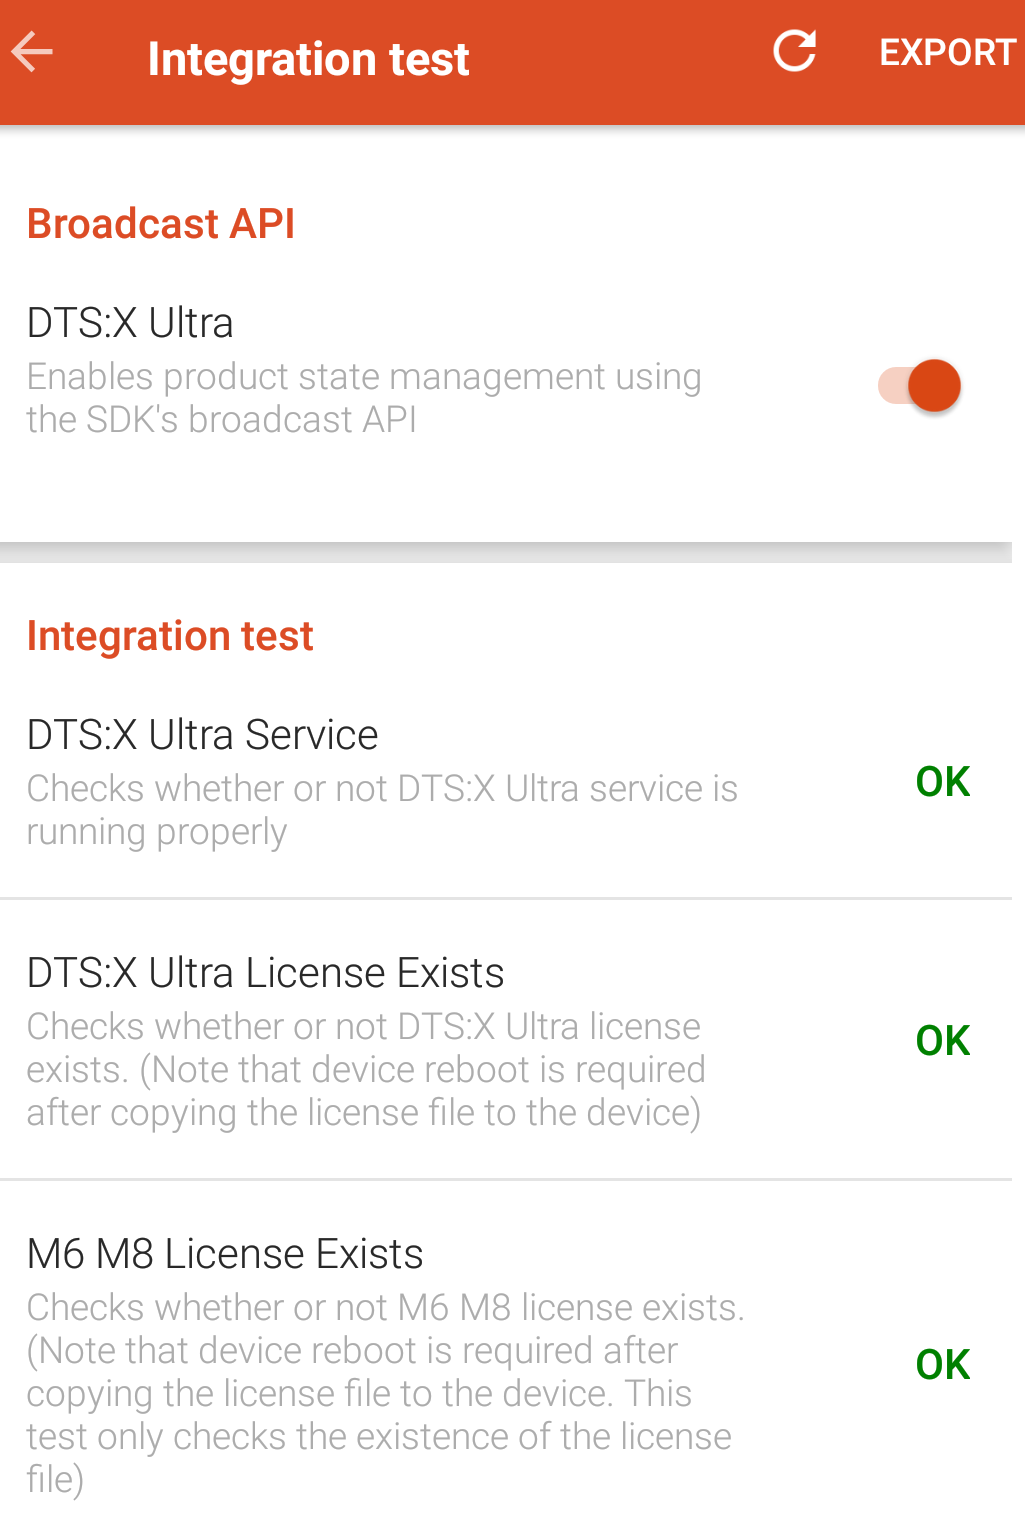 Integration test
EXPORT
Broadcast API
DTS:X Ultra
Enables product state management using
the SDK's broadcast API
Integration test
DTS:X Ultra Service
Checks whether or not DTS:X Ultra service is
running properly
OK
DTS:X Ultra License Exists
Checks whether or not DTS:X Ultra license
exists. (Note that device reboot is required
after copying the license file to the device)
OK
M6 M8 License Exists
Checks whether or not M6 M8 license exists.
(Note that device reboot is required after
copying the license file to the device. This
test only checks the existence of the license
file)
OK